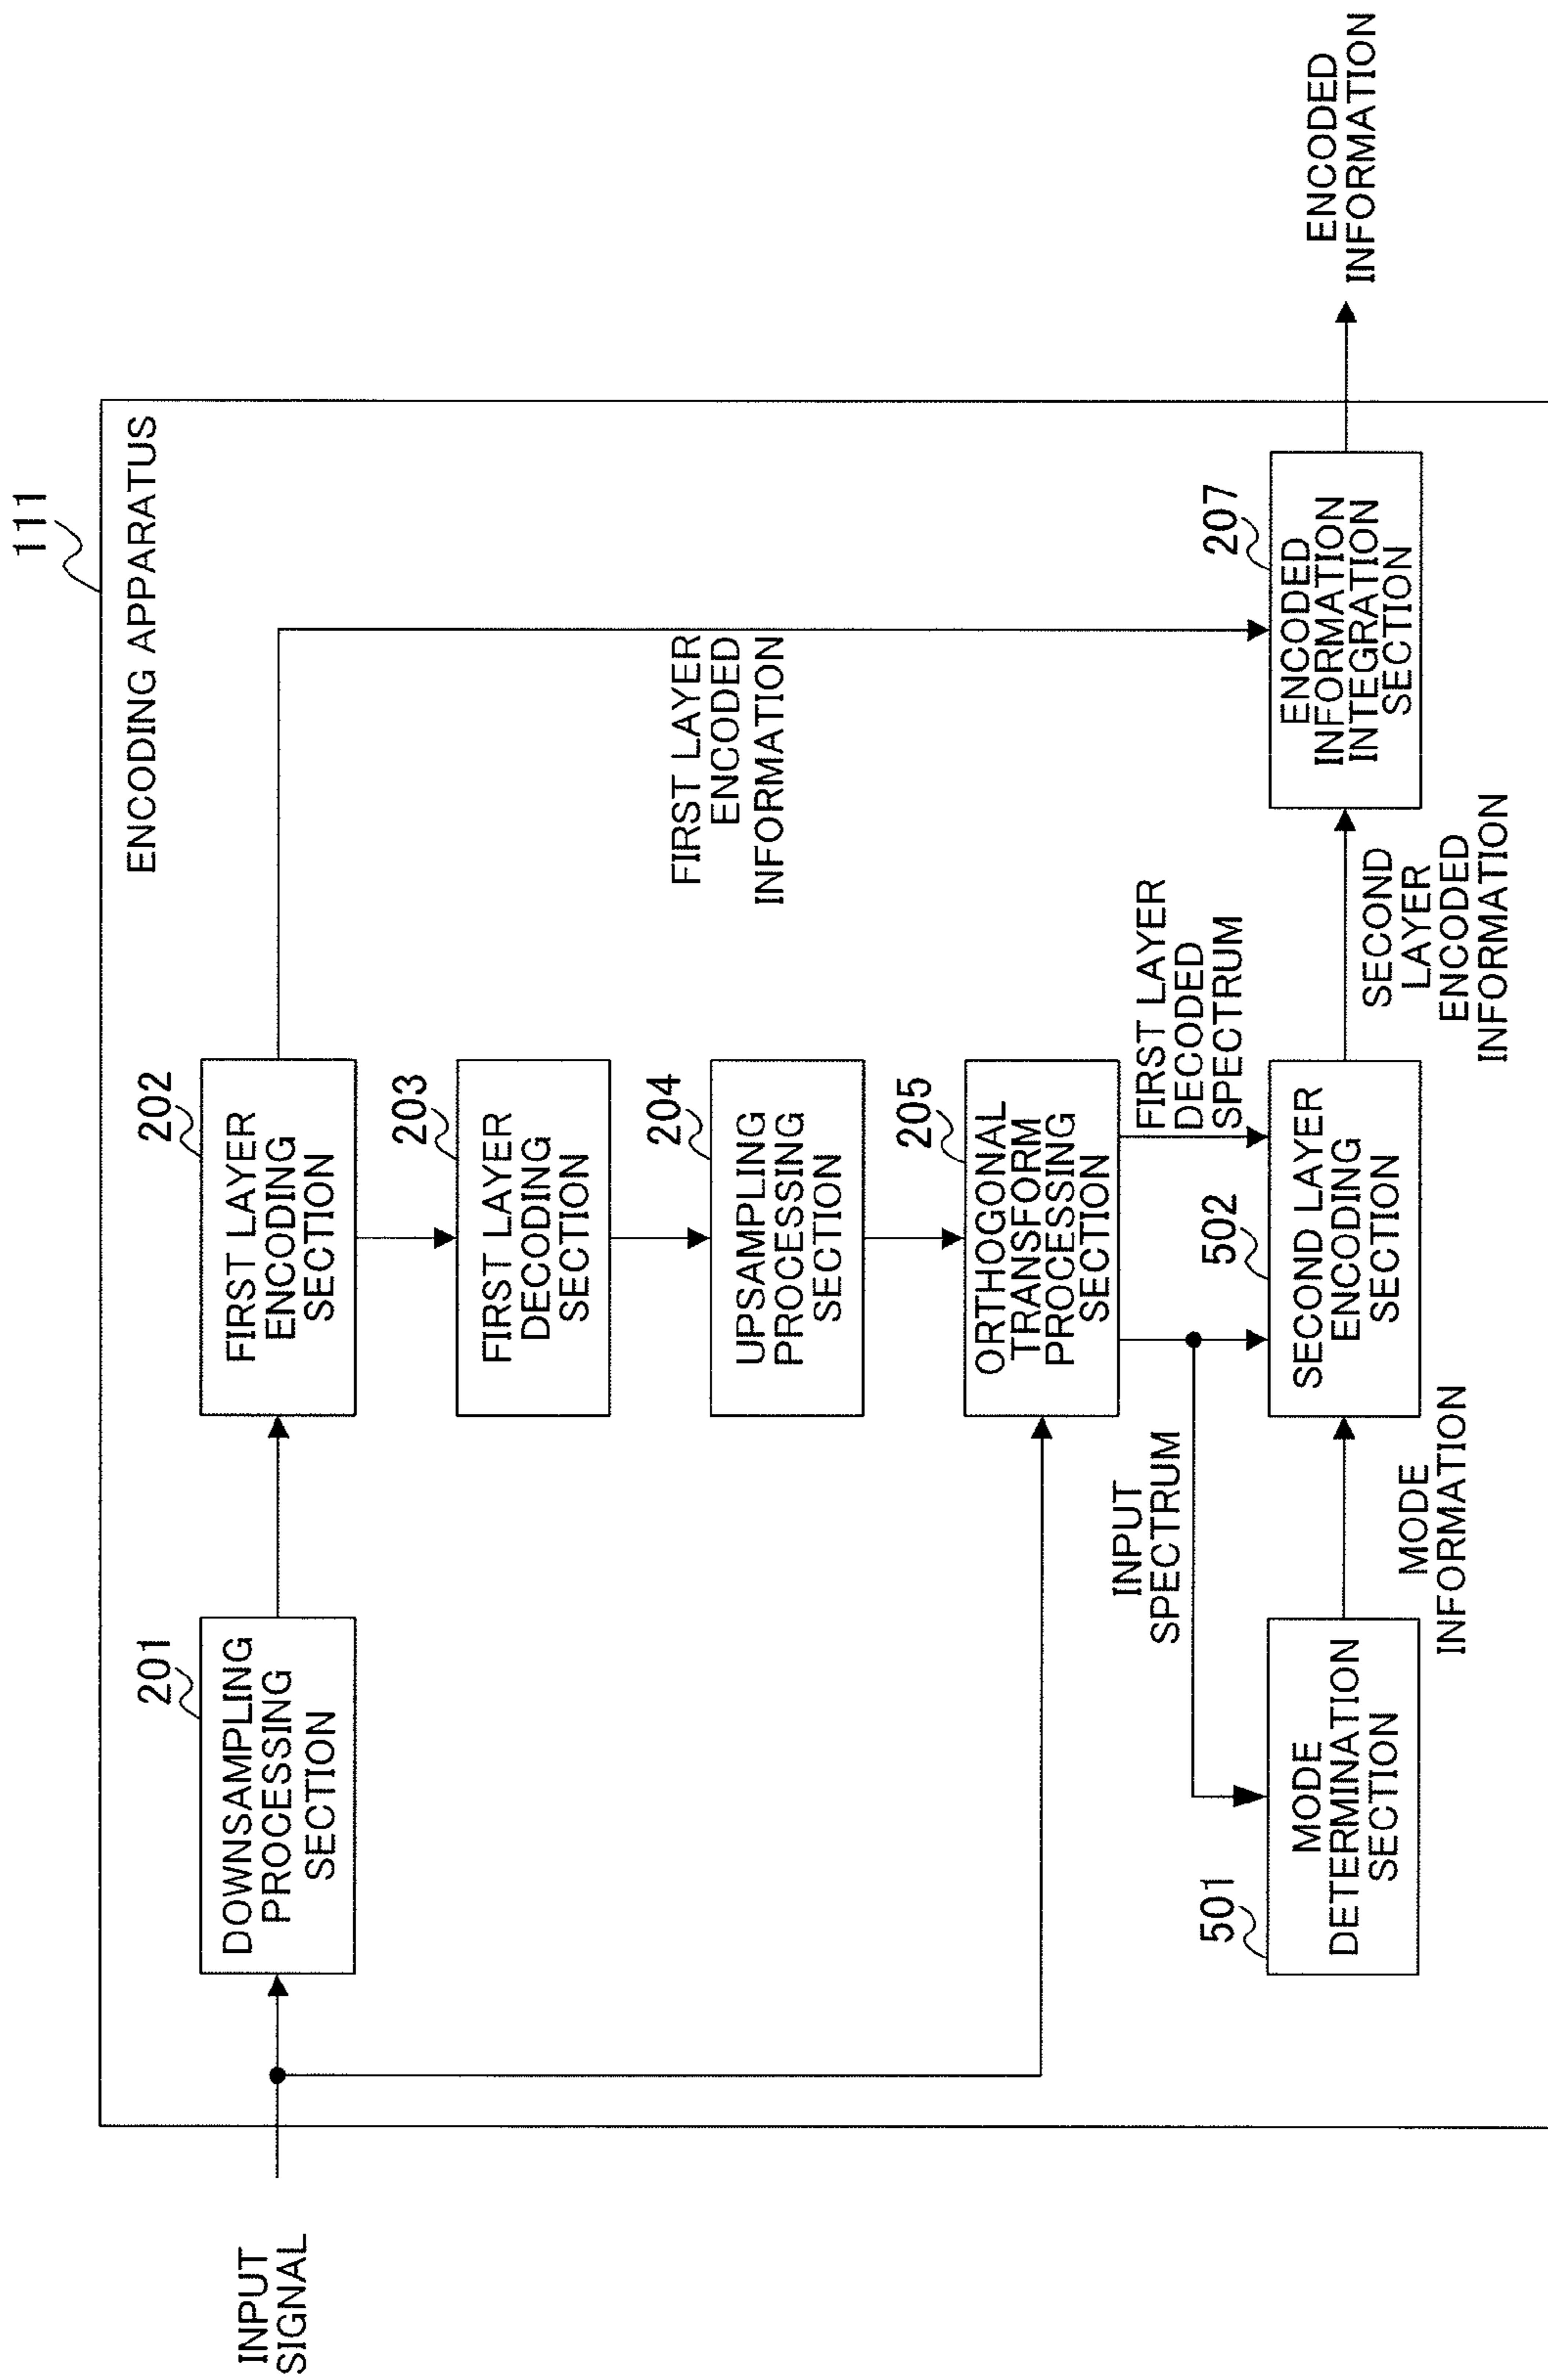 111
ENCODING APPARATUS
INPUT
SIGNAL
201
DOWNSAMPLING
PROCESSING
SECTION
202
FIRST LAYER
ENCODING
SECTION
203
FIRST LAYER
DECODING
SECTION
FIRST LAYER
ENCODED
INFORMATION
204
UPSAMPLING
PROCESSING
SECTION
205
ORTHOGONAL
TRANSFORM
PROCESSING
SECTION
INPUT
SPECTRUM
FIRST LAYER
DECODED
SPECTRUM
501
MODE
DETERMINATION
SECTION
MODE
INFORMATION
502
SECOND LAYER
ENCODING
SECTION
SECOND
LAYER
ENCODED
INFORMATION
207
ENCODED
INFORMATION
INTEGRATION
SECTION
ENCODED
INFORMATION